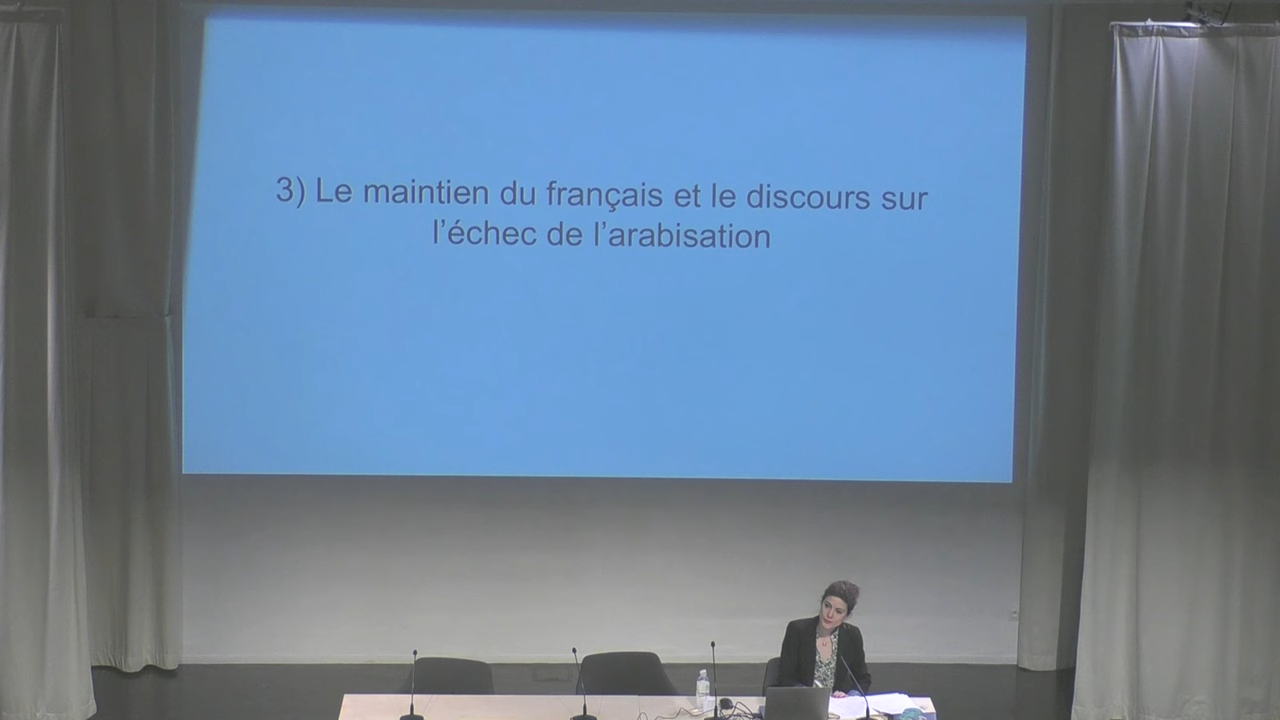 3) Le maintien du français et le discours sur
l’échec de l’arabisation